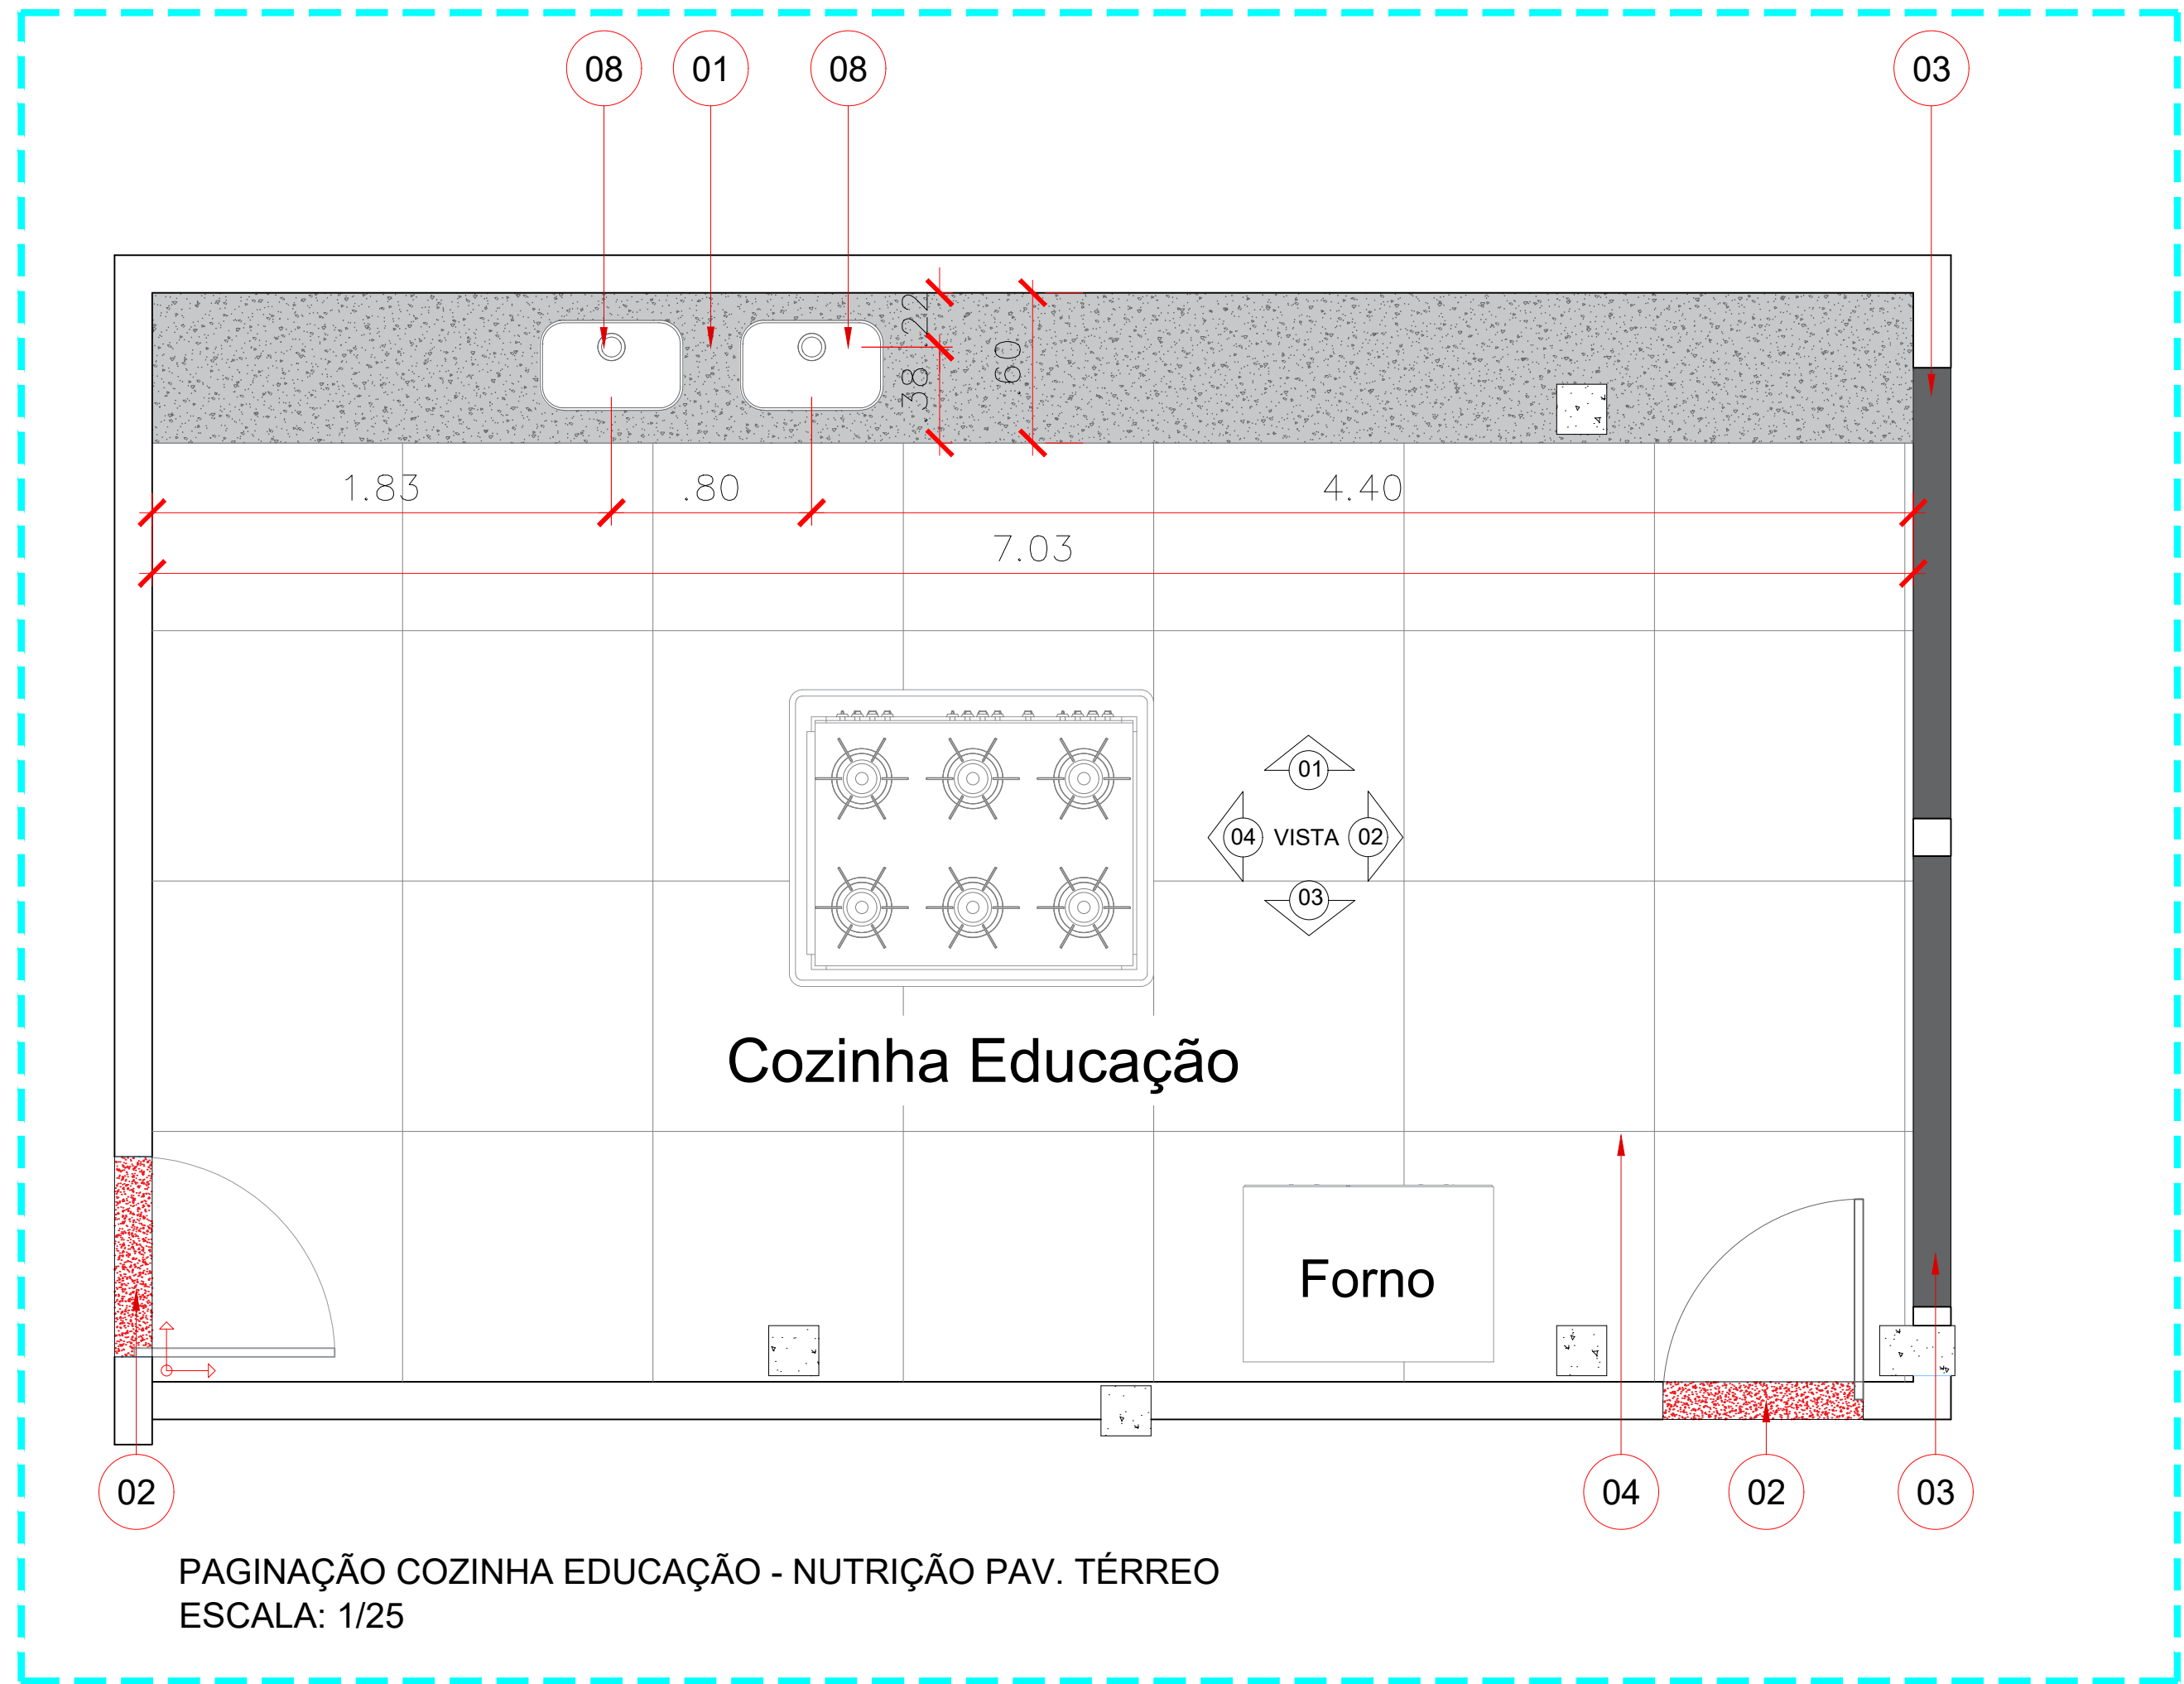 08 01 08 03
.22
.38
.60
1.83 .80 4.40
7.03
01
04 VISTA 02
03
Cozinha Educação
Forno
02 04 02 03
PAGINAÇÃO COZINHA EDUCAÇÃO - NUTRIÇÃO PAV. TÉRREO
ESCALA: 1/25